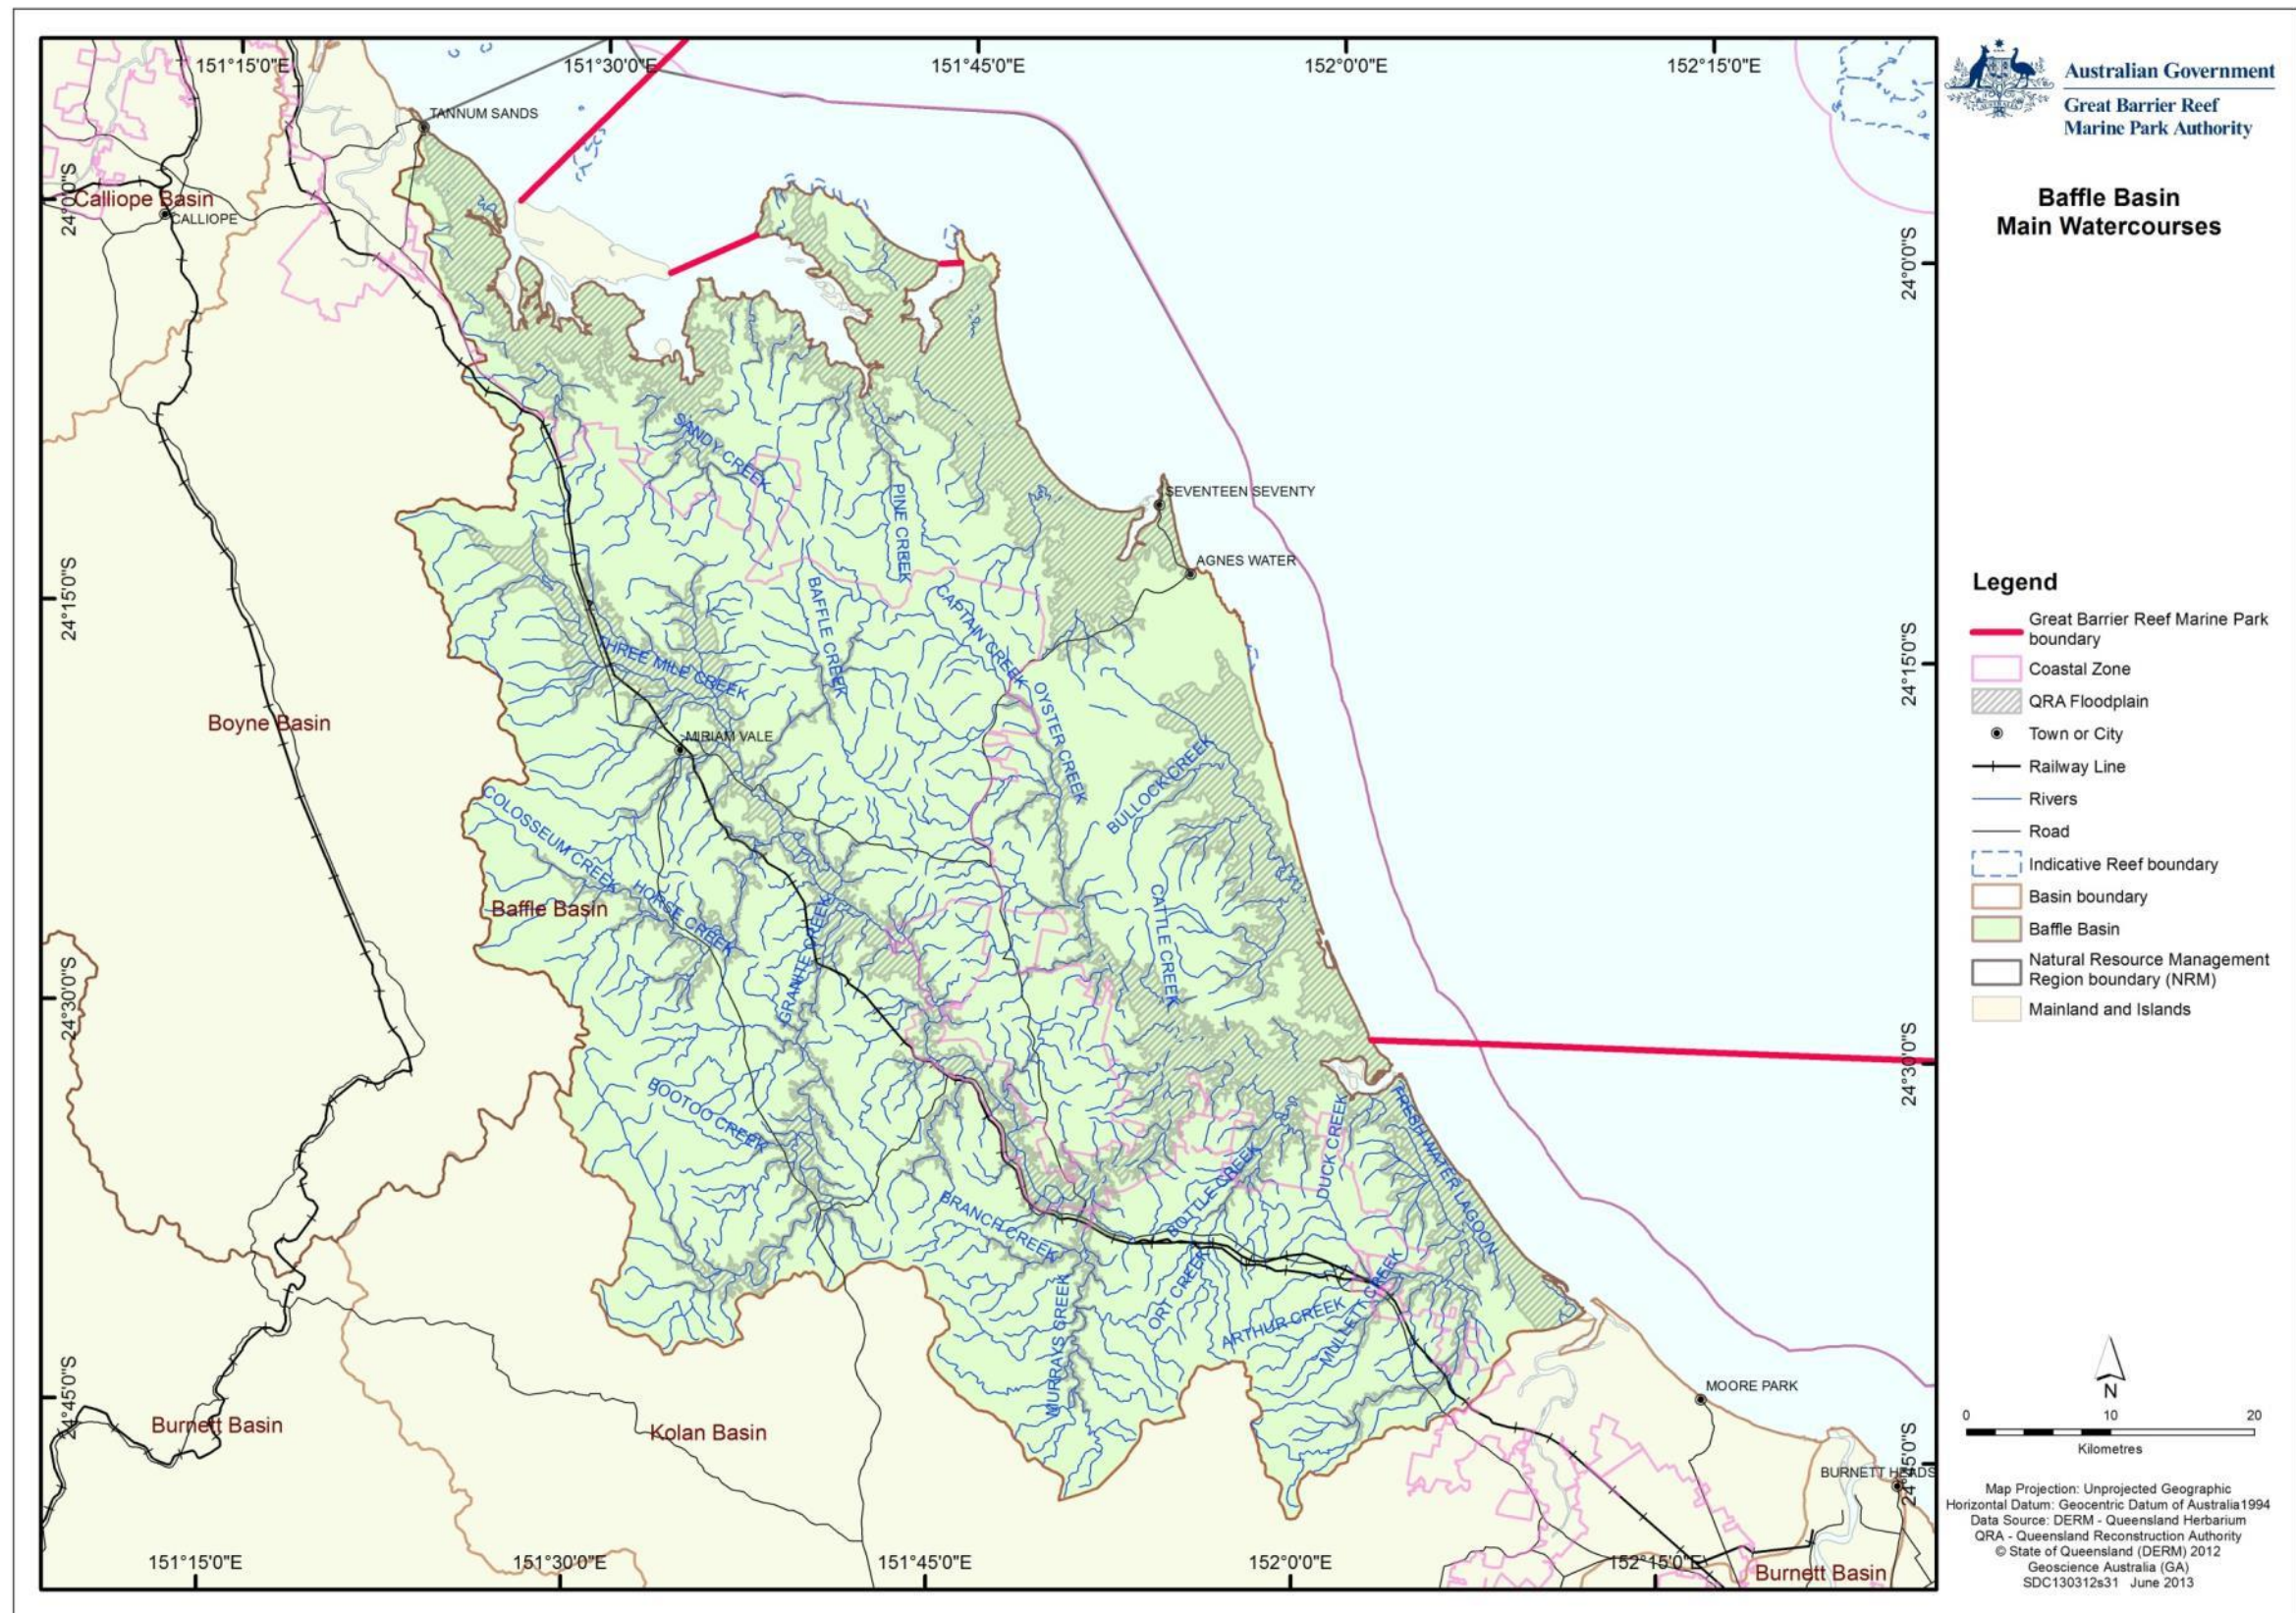 151°15'0"E
151°30'0"E
151°45'0"E
152°0'0"E
152°15'0"E
Australian Government
Great Barrier Reef
Marine Park Authority
Baffle Basin
Main Watercourses
TANNUM SANDS
24°0'0"S
Calliope Basin
CALLIOPE
24°0'0"S
SANDY CREEK
PINE CREEK
SEVENTEEN SEVENTY
AGNES WATER
24°15'0"S
BAFFLE CREEK
CAPTAIN CREEK
THREE MILE CREEK
OYSTER CREEK
24°15'0"S
Boyne Basin
MIRIAM VALE
BULLOCK CREEK
COLOSSEUM CREEK
HORSE CREEK
Baffle Basin
GRANITE CREEK
CATTLE CREEK
24°30'0"S
24°30'0"S
BOOTOO CREEK
DUCK CREEK
FRESH WATER LAGOON
BOTTLE CREEK
BRANCH CREEK
ORT CREEK
MURRAYS CREEK
ARTHUR CREEK
MULLETT CREEK
24°45'0"S
Burnett Basin
Kolan Basin
MOORE PARK
BURNETT HEADS
24°45'0"S
151°15'0"E
151°30'0"E
151°45'0"E
152°0'0"E
152°15'0"E
Burnett Basin
Legend
Great Barrier Reef Marine Park
boundary
Coastal Zone
QRA Floodplain
Town or City
Railway Line
Rivers
Road
Indicative Reef boundary
Basin boundary
Baffle Basin
Natural Resource Management
Region boundary (NRM)
Mainland and Islands
N
0 10 20
Kilometres
Map Projection: Unprojected Geographic
Horizontal Datum: Geocentric Datum of Australia1994
Data Source: DERM - Queensland Herbarium
QRA - Queensland Reconstruction Authority
© State of Queensland (DERM) 2012
Geoscience Australia (GA)
SDC130312s31 June 2013